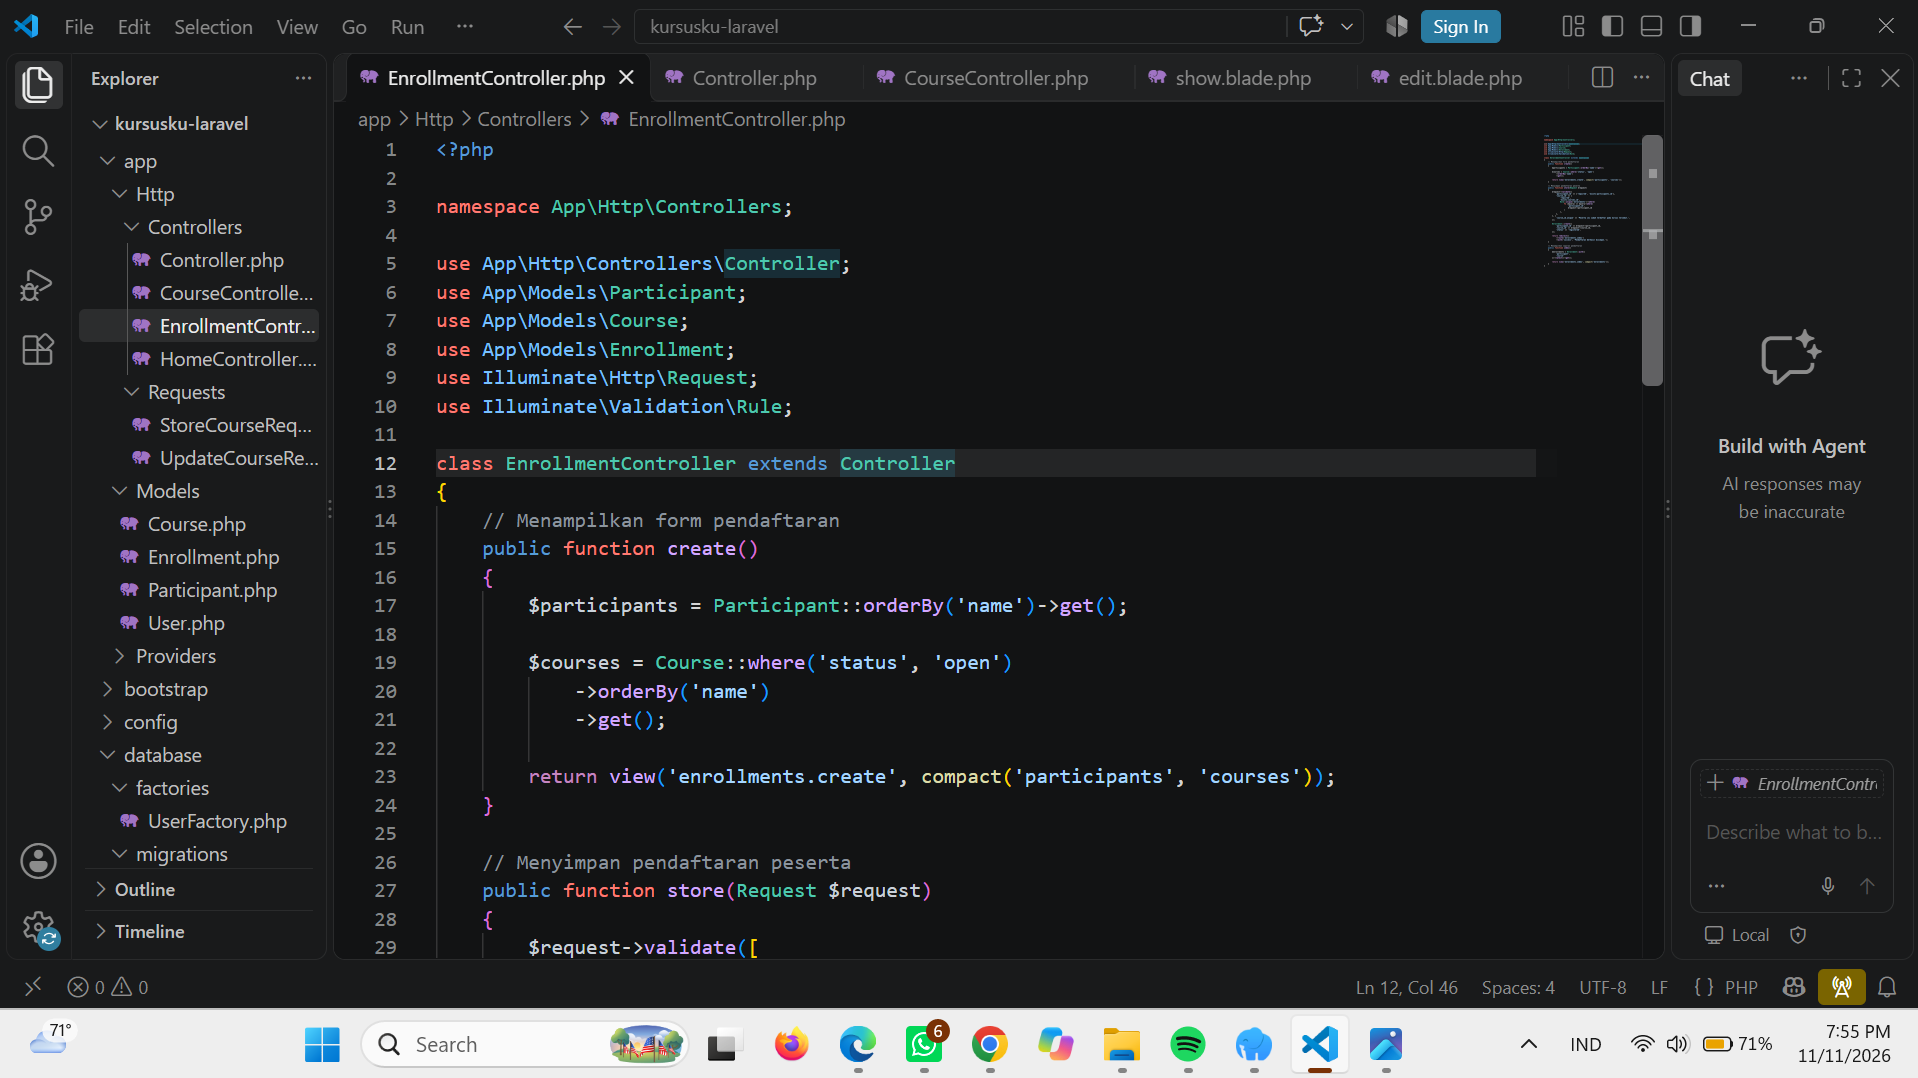 File Edit Selection View Go Run ···
kursusku-laravel
Sign In
Explorer
kursusku-laravel
app
Http
Controllers
Controller.php
CourseControlle...
EnrollmentContr...
HomeController....
Requests
StoreCourseReq...
UpdateCourseRe...
Models
Course.php
Enrollment.php
Participant.php
User.php
Providers
bootstrap
config
database
factories
UserFactory.php
migrations
Outline
Timeline
EnrollmentController.php Controller.php CourseController.php show.blade.php edit.blade.php
app > Http > Controllers > EnrollmentController.php
1 <?php
2
3 namespace App\Http\Controllers;
4
5 use App\Http\Controllers\Controller;
6 use App\Models\Participant;
7 use App\Models\Course;
8 use App\Models\Enrollment;
9 use Illuminate\Http\Request;
10 use Illuminate\Validation\Rule;
11
12 class EnrollmentController extends Controller
13 {
14     // Menampilkan form pendaftaran
15     public function create()
16     {
17         $participants = Participant::orderBy('name')->get();
18
19         $courses = Course::where('status', 'open')
20             ->orderBy('name')
21             ->get();
22
23         return view('enrollments.create', compact('participants', 'courses'));
24     }
25
26     // Menyimpan pendaftaran peserta
27     public function store(Request $request)
28     {
29         $request->validate([
Chat
Build with Agent
AI responses may
be inaccurate
EnrollmentContr
Describe what to b...
Local
0 0
Ln 12, Col 46 Spaces: 4 UTF-8 LF { } PHP
71°
Search
6
IND
71%
7:55 PM
11/11/2026